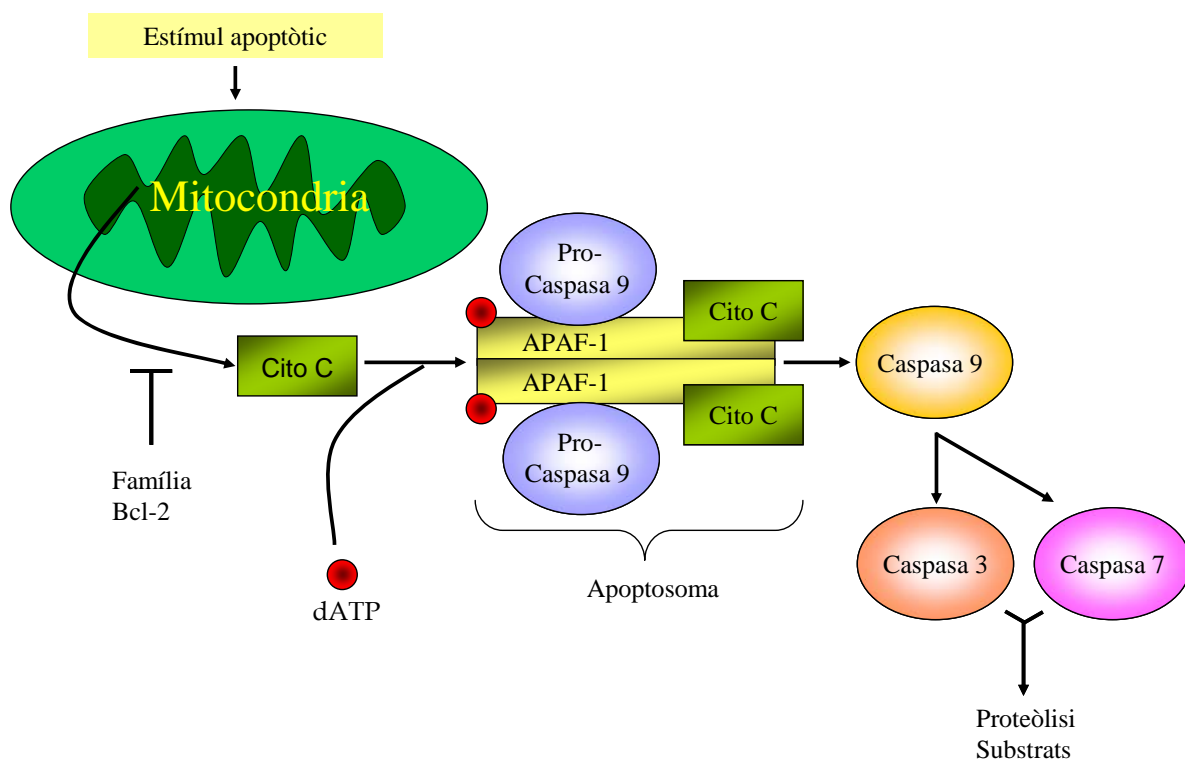 Estímul apoptòtic
Mitocondria
Pro-
Caspasa 9
Cito C
APAF-1
Cito C
Caspasa 9
APAF-1
Cito C
Pro-
Caspasa 9
Família
Bcl-2
Caspasa 3
Caspasa 7
Apoptosoma
dATP
Proteòlisi
Substrats